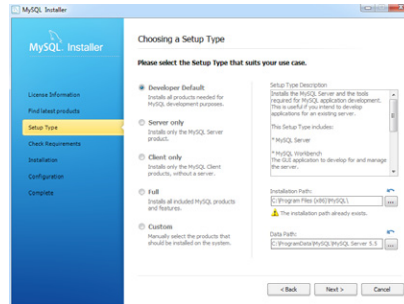 MySQL Installer
MySQL. Installer
License Information
Find latest products
Setup Type
Check Requirements
Installation
Configuration
Complete
Choosing a Setup Type
Please select the Setup Type that suits your use case.
Developer Default
Installs all products needed for
MySQL development purposes.
Server only
Installs only the MySQL Server
product.
Client only
Installs only the MySQL Client
products, without a server.
Full
Installs all included MySQL products
and features.
Custom
Manually select the products that
should be installed on the system.
Setup Type Description
Installs the MySQL Server and the tools
required for MySQL application development.
This is useful if you intend to develop
applications for an existing server.
This Setup Type includes:
* MySQL Server
* MySQL Workbench
The GUI application to develop for and manage
the server.
Installation Path:
C:\Program Files (x86)\MySQL\
...
The installation path already exists.
Data Path:
C:\ProgramData\MySQL\MySQL Server 5.5
...
< Back
Next >
Cancel